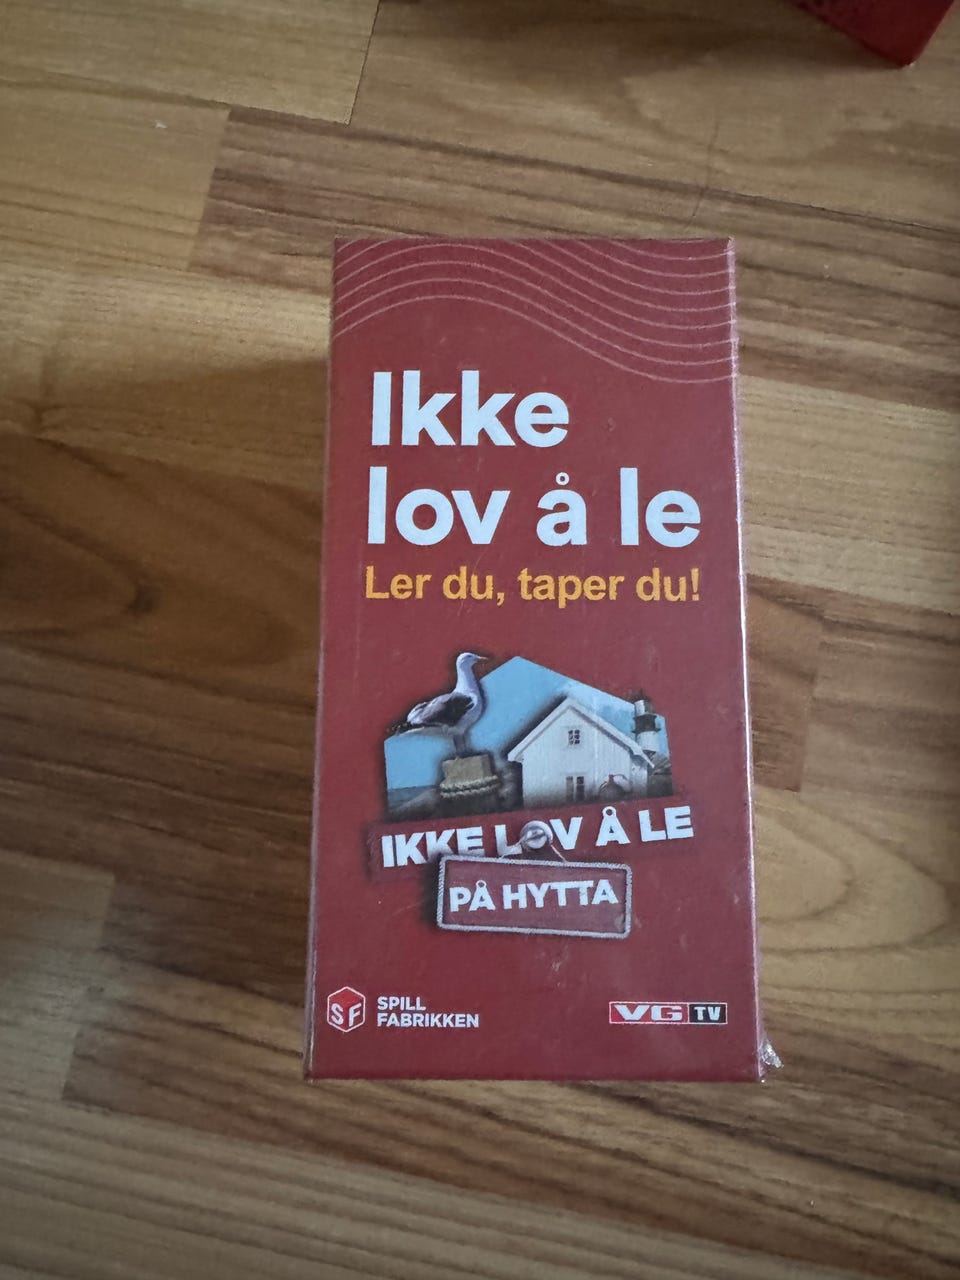 Ikke
lov å le
Ler du, taper du!
IKKE LOV Å LE
PÅ HYTTA
SF
SPILL
FABRIKKEN
VG TV